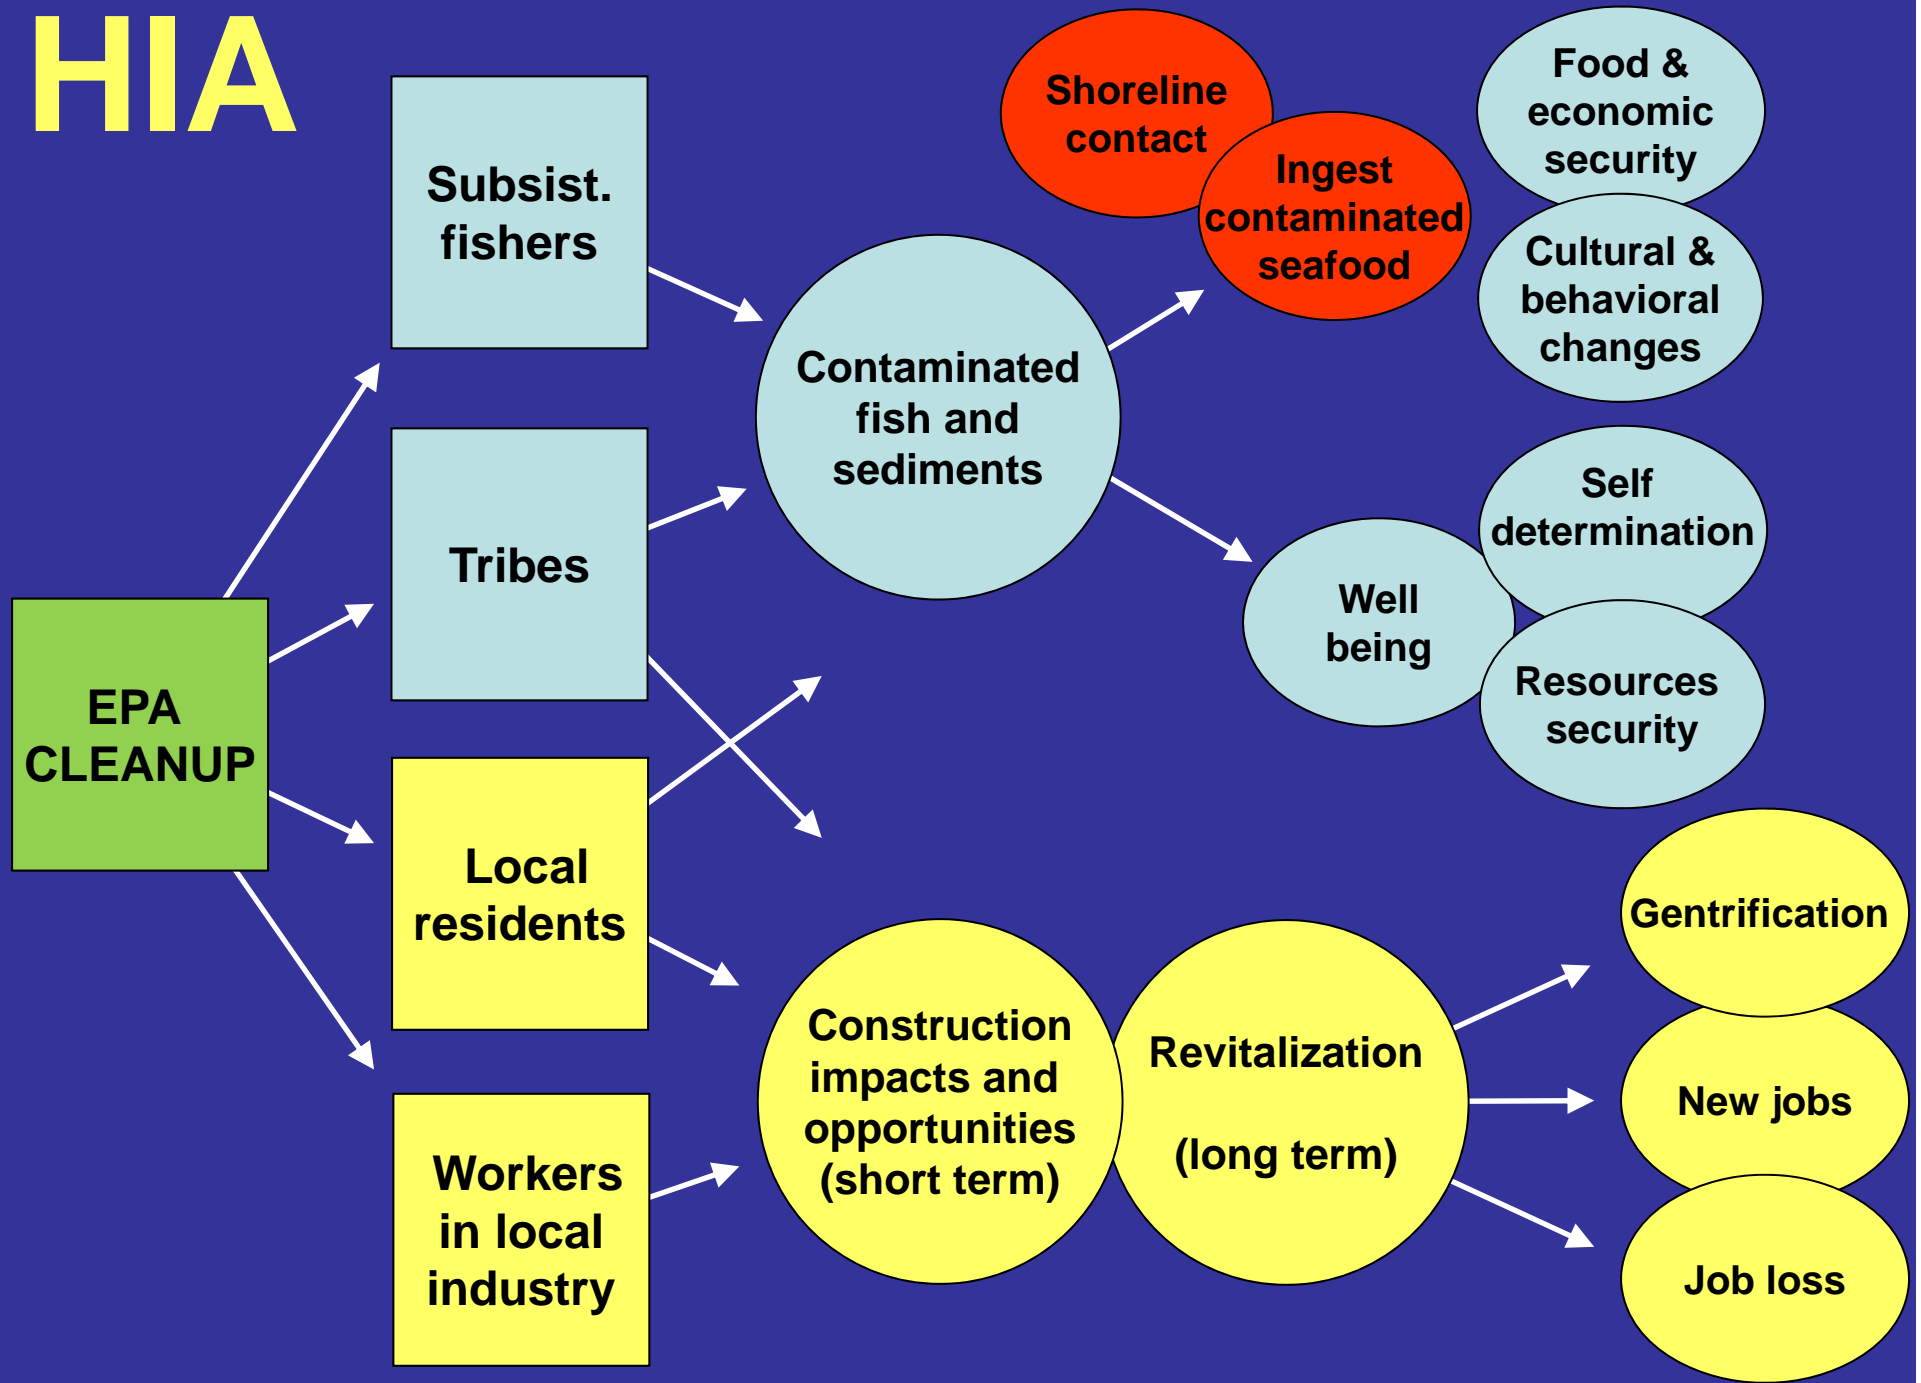 HIA
Subsist.
fishers
Tribes
EPA
CLEANUP
Local
residents
Workers
in local
industry
Contaminated
fish and
sediments
Construction
impacts and
opportunities
(short term)
Revitalization
(long term)
Shoreline
contact
Ingest
contaminated
seafood
Food &
economic
security
Cultural &
behavioral
changes
Well
being
Self
determination
Resources
security
Gentrification
New jobs
Job loss